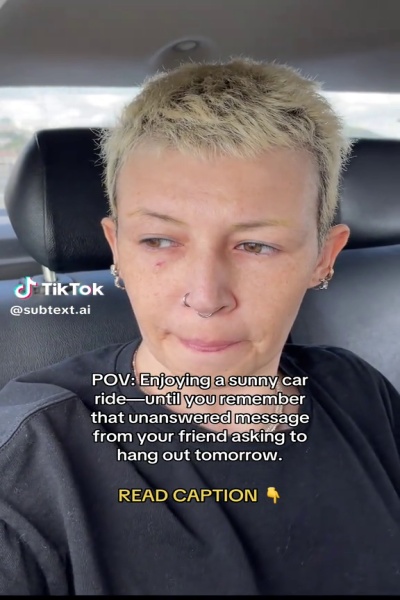 TikTok
@subtext.ai
POV: Enjoying a sunny car
ride—until you remember
that unanswered message
from your friend asking to
hang out tomorrow.
READ CAPTION 👇